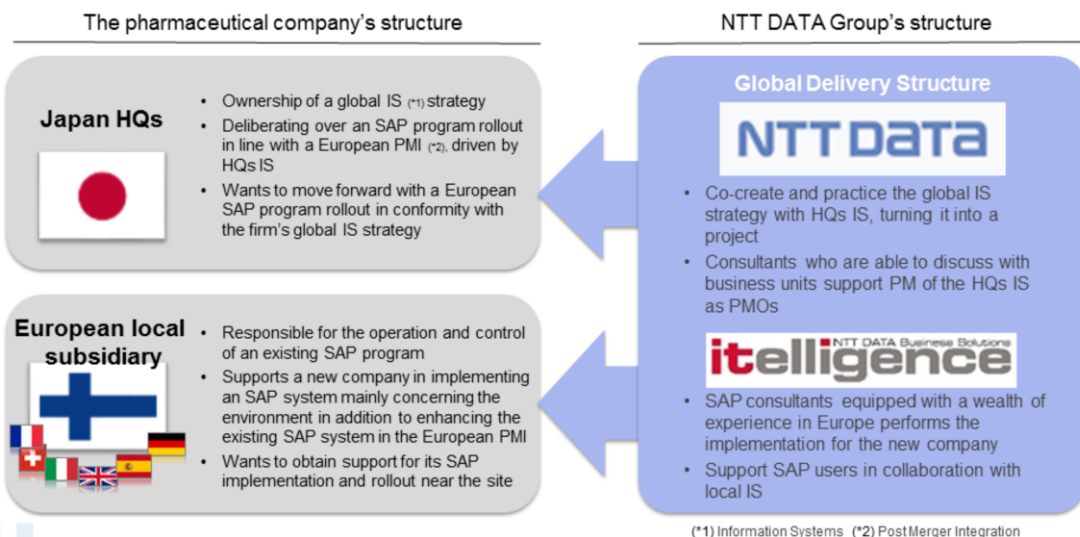 The pharmaceutical company's structure
Japan HQs
• Ownership of a global IS (*1) strategy
• Deliberating over an SAP program rollout
in line with a European PMI (*2), driven by
HQs IS
• Wants to move forward with a European
SAP program rollout in conformity with
the firm's global IS strategy
European local
subsidiary
• Responsible for the operation and control
of an existing SAP program
• Supports a new company in implementing
an SAP system mainly concerning the
environment in addition to enhancing the
existing SAP system in the European PMI
• Wants to obtain support for its SAP
implementation and rollout near the site
NTT DATA Group's structure
Global Delivery Structure
NTT DATA
• Co-create and practice the global IS
strategy with HQs IS, turning it into a
project
• Consultants who are able to discuss with
business units support PM of the HQs IS
as PMOs
NTT DATA Business Solutions
itelligence
• SAP consultants equipped with a wealth of
experience in Europe performs the
implementation for the new company
• Support SAP users in collaboration with
local IS
(*1) Information Systems (*2) Post Merger Integration